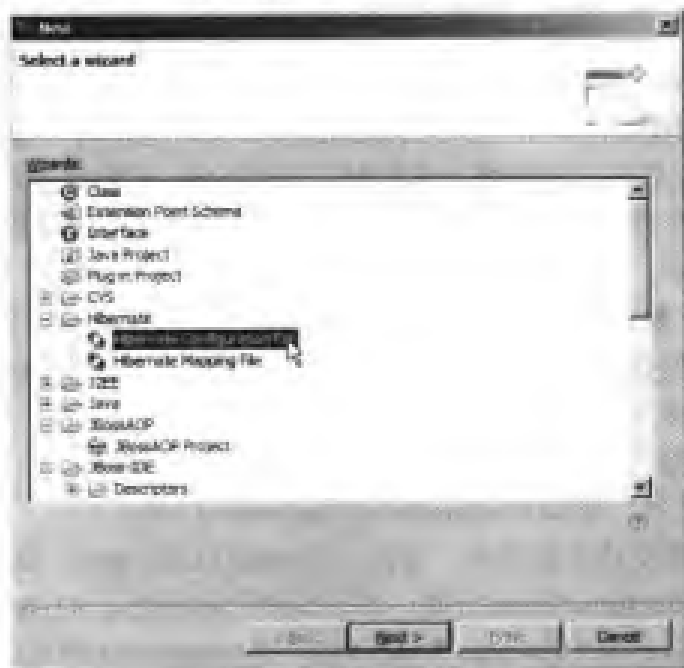 New
Select a wizard
Wizards:
Class
Extension Point Schema
Interface
Java Project
Plug-in Project
CVS
Hibernate
Hibernate Configuration
Hibernate Mapping File
J2EE
Java
JBossAOP
JBossAOP Project
JBoss-IDE
Descriptors
< Back
Next >
Finish
Cancel